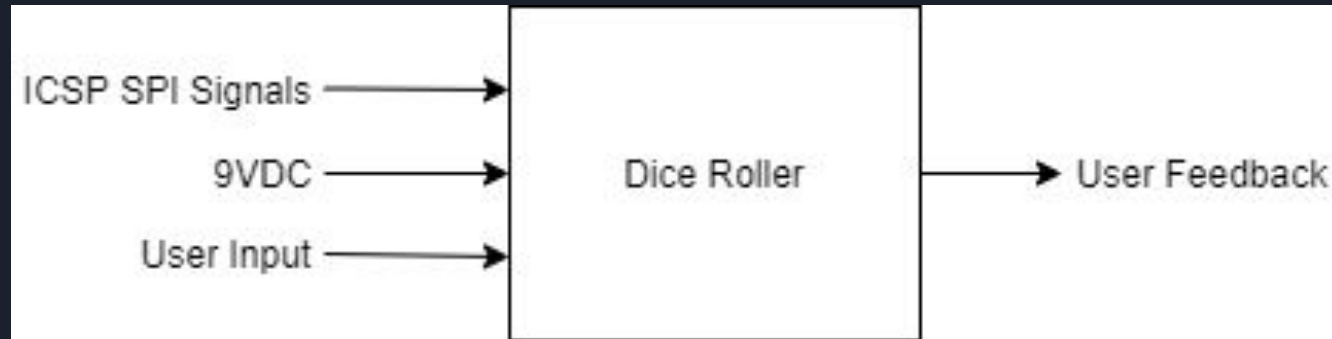 ICSP SPI Signals
9VDC
User Input
Dice Roller
User Feedback